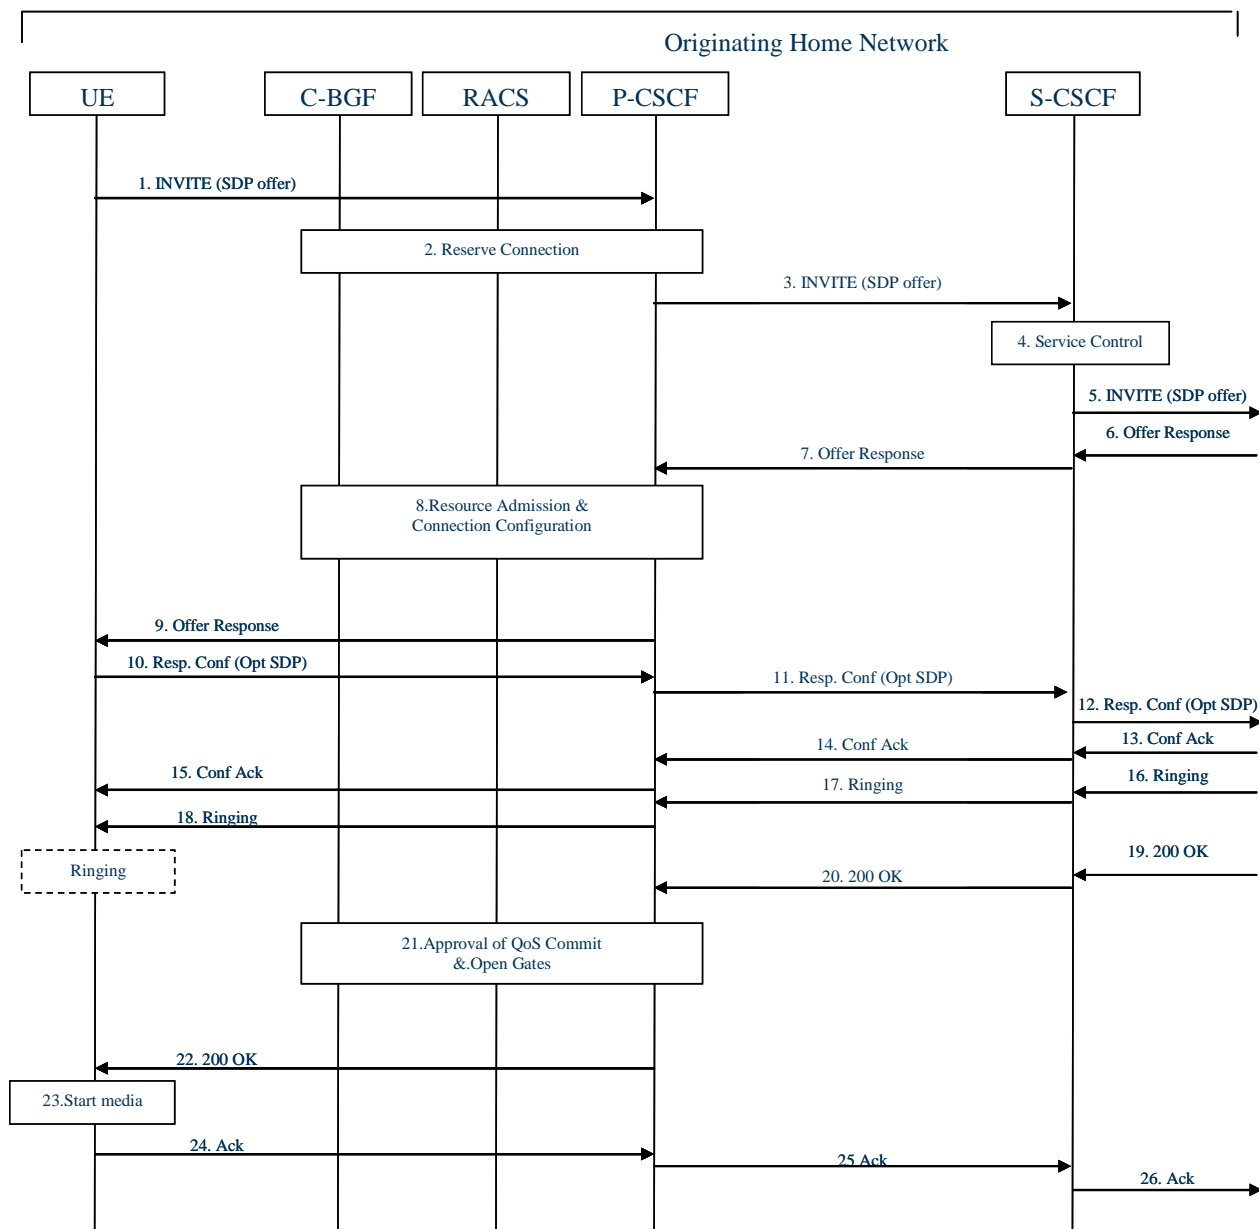 Originating Home Network
UE
C-BGF
RACS
P-CSCF
S-CSCF
1. INVITE (SDP offer)
2. Reserve Connection
3. INVITE (SDP offer)
4. Service Control
5. INVITE (SDP offer)
6. Offer Response
7. Offer Response
8.Resource Admission &
Connection Configuration
9. Offer Response
10. Resp. Conf (Opt SDP)
11. Resp. Conf (Opt SDP)
12. Resp. Conf (Opt SDP)
13. Conf Ack
14. Conf Ack
15. Conf Ack
16. Ringing
17. Ringing
18. Ringing
Ringing
19. 200 OK
20. 200 OK
21.Approval of QoS Commit
&.Open Gates
22. 200 OK
23.Start media
24. Ack
25 Ack
26. Ack